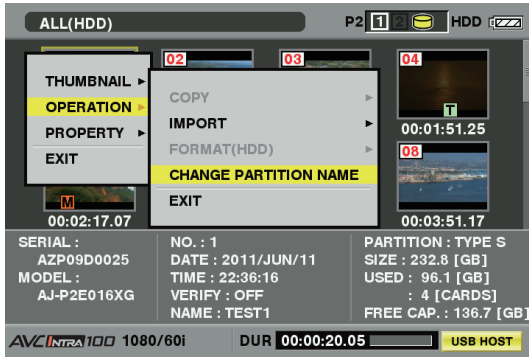 ALL(HDD)
P2 1 2 HDD
02 03 04
THUMBNAIL
OPERATION
PROPERTY
EXIT
COPY
IMPORT
FORMAT(HDD)
CHANGE PARTITION NAME
EXIT
T
00:01:51.25
08
M
00:02:17.07
00:03:51.17
SERIAL :
AZP09D0025
MODEL :
AJ-P2E016XG
NO. : 1
DATE : 2011/JUN/11
TIME : 22:36:16
VERIFY : OFF
NAME : TEST1
PARTITION : TYPE S
SIZE : 232.8 [GB]
USED : 96.1 [GB]
: 4 [CARDS]
FREE CAP. : 136.7 [GB]
AVC INTRA 100 1080/60i
DUR 00:00:20.05
USB HOST